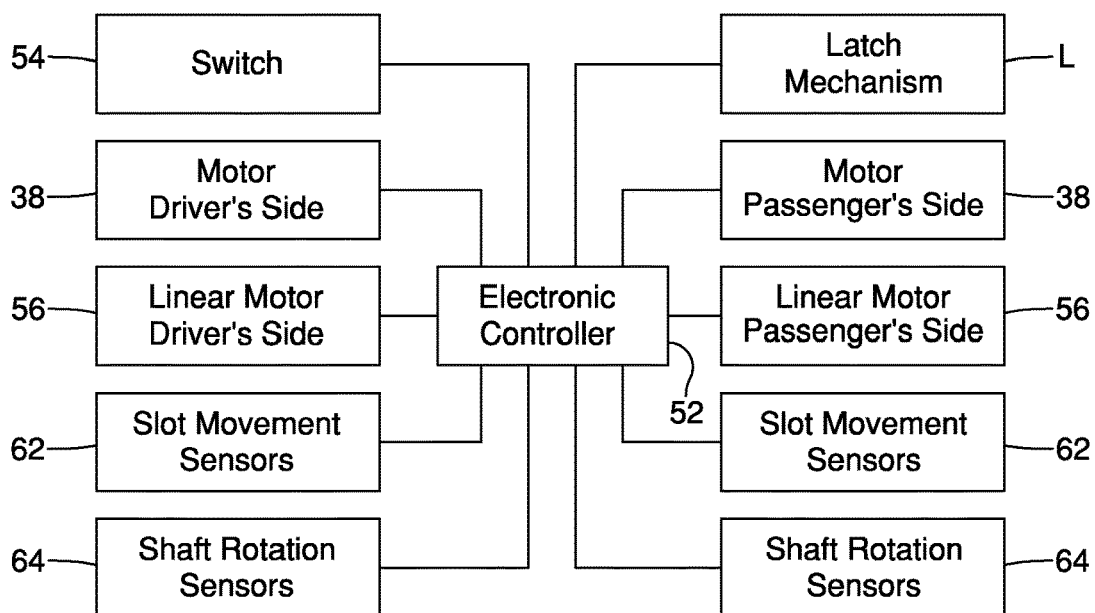 54
Switch
Latch
Mechanism
L
38
Motor
Driver's Side
Motor
Passenger's Side
38
56
Linear Motor
Driver's Side
Electronic
Controller
52
Linear Motor
Passenger's Side
56
62
Slot Movement
Sensors
Slot Movement
Sensors
62
64
Shaft Rotation
Sensors
Shaft Rotation
Sensors
64